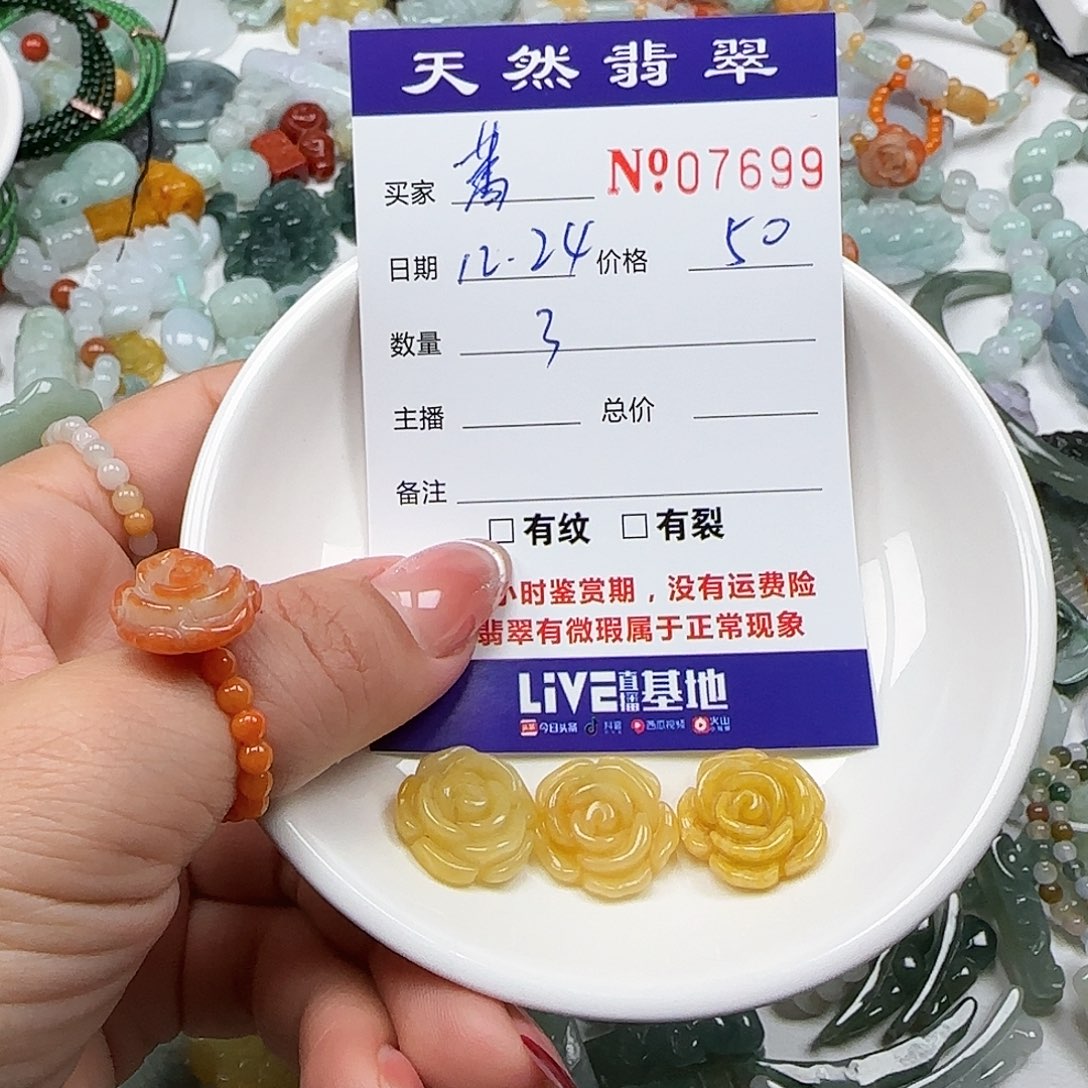 天然翡翠
买家 No07699
日期 12.24 价格 50
数量 3
主播 总价
备注
□有纹 □有裂
小时鉴赏期，没有运费险
翡翠有微瑕属于正常现象
LiVE直播基地
头条 今日头条 抖音 西瓜视频 火山